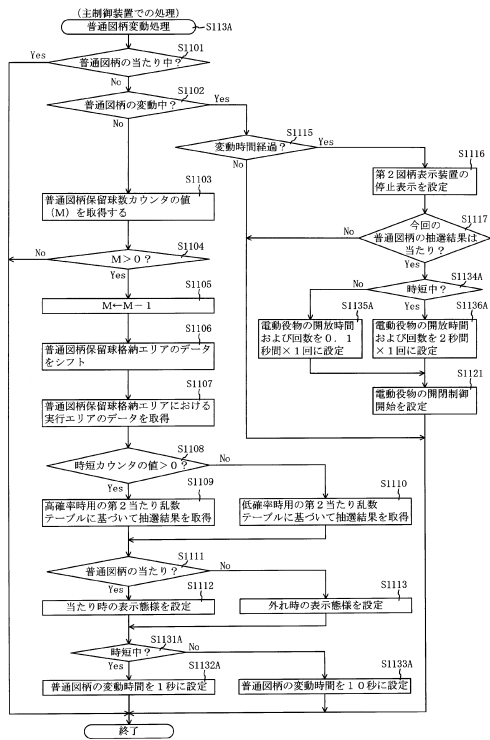 (主制御装置での処理)
普通図柄変動処理
S113A
S1101
Yes
普通図柄の当たり中？
No
S1102
普通図柄の変動中？
Yes
No
S1115
変動時間経過？
Yes
No
S1116
第２図柄表示装置の
停止表示を設定
S1117
今回の
普通図柄の抽選結果は
当たり？
No
Yes
S1103
普通図柄保留球数カウンタの値
（Ｍ）を取得する
S1104
No
Ｍ＞０？
Yes
S1105
Ｍ←Ｍ－１
S1134A
No
時短中？
Yes
S1135A
S1136A
電動役物の開放時間
および回数を０．１
秒間×１回に設定
電動役物の開放時間
および回数を２秒間
×１回に設定
S1106
普通図柄保留球格納エリアのデータ
をシフト
S1121
電動役物の開閉制御
開始を設定
S1107
普通図柄保留球格納エリアにおける
実行エリアのデータを取得
S1108
時短カウンタの値＞０？
No
Yes
S1109
S1110
高確率時用の第２当たり乱数
テーブルに基づいて抽選結果を取得
低確率時用の第２当たり乱数
テーブルに基づいて抽選結果を取得
S1111
普通図柄の当たり？
No
Yes
S1112
S1113
当たり時の表示態様を設定
外れ時の表示態様を設定
S1131A
時短中？
No
Yes
S1132A
S1133A
普通図柄の変動時間を１秒に設定
普通図柄の変動時間を１０秒に設定
終了